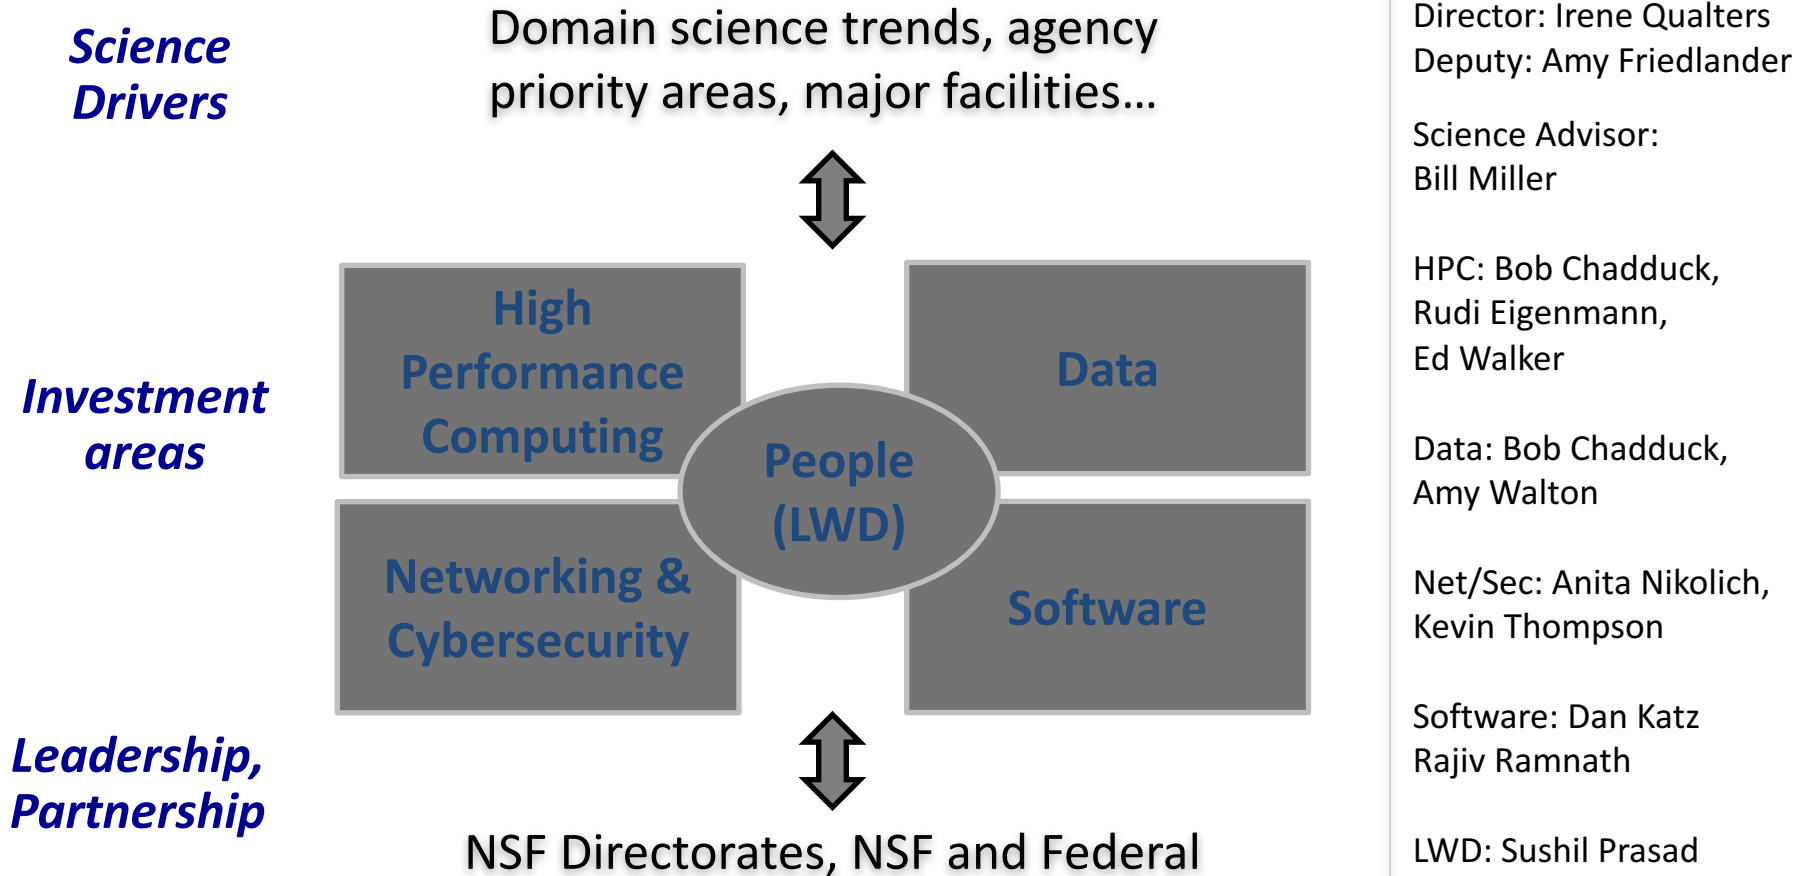 Science
Drivers
Domain science trends, agency
priority areas, major facilities…
High
Performance
Computing
Data
Investment
areas
People
(LWD)
Networking &
Cybersecurity
Software
Leadership,
Partnership
NSF Directorates, NSF and Federal
Director: Irene Qualters
Deputy: Amy Friedlander
Science Advisor:
Bill Miller
HPC: Bob Chadduck,
Rudi Eigenmann,
Ed Walker
Data: Bob Chadduck,
Amy Walton
Net/Sec: Anita Nikolich,
Kevin Thompson
Software: Dan Katz
Rajiv Ramnath
LWD: Sushil Prasad